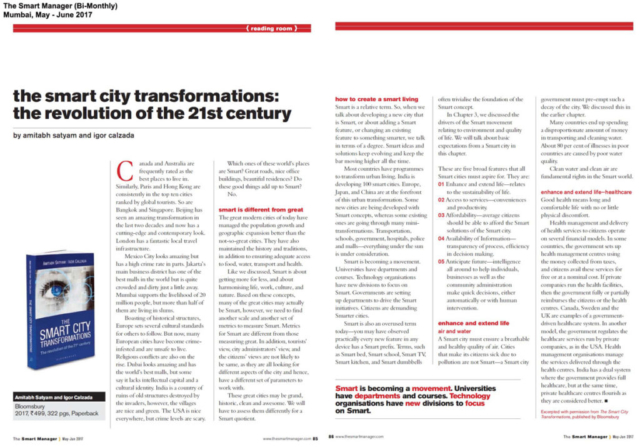 The Smart Manager (Bi-Monthly)
Mumbai, May - June 2017
{ reading room }
the smart city transformations:
the revolution of the 21st century
by amitabh satyam and igor calzada
Canada and Australia are
frequently rated as the
best places to live in.
Similarly, Paris and Hong Kong are
consistently in the top ten cities
ranked by global tourists. So are
Bangkok and Singapore. Beijing has
seen an amazing transformation in
the last two decades and now has a
cutting-edge and contemporary look.
London has a fantastic local travel
infrastructure.
Mexico City looks amazing but
has a high crime rate in parts. Jakarta's
main business district has one of the
best malls in the world but is quite
crowded and dirty just a little away.
Mumbai supports the livelihood of 20
million people, but more than half of
them are living in slums.
Boasting of historical structures,
Europe sets several cultural standards
for others to follow. But now, many
European cities have become crime-
infested and are unsafe to live.
Religious conflicts are also on the
rise. Dubai looks amazing and has
the world's best malls, but some
say it lacks intellectual capital and a
cultural identity. India is a country of
ruins of old structures destroyed by
the invaders, however, the villages
are nice and green. The USA is nice
everywhere, but crime levels are scary.
THE
SMART CITY
TRANSFORMATIONS
Amitabh Satyam and Igor Calzada
Bloomsbury
2017, ₹499, 322 pgs, Paperback
Which ones of these world's places
are Smart? Great roads, nice office
buildings, beautiful residences? Do
these good things add up to Smart?
No.
smart is different from great
The great modern cities of today have
managed the population growth and
geographic expansion better than the
not-so-great cities. They have also
maintained the history and traditions,
in addition to ensuring adequate access
to food, water, transport and health.
Like we discussed, Smart is about
getting more for less, and about
harmonising life, work, culture, and
nature. Based on these concepts,
many of the great cities may actually
be Smart, however, we need to find
another scale and another set of
metrics to measure Smart. Metrics
for Smart are different from those
measuring great. In addition, tourists'
view, city administrators' view, and
the citizens' views are not likely to
be same, as they are all looking for
different aspects of the city and hence,
have a different set of parameters to
work with.
These great cities may be grand,
historic, clean and awesome. We will
have to assess them differently for a
Smart quotient.
The Smart Manager | May-Jun 2017
www.thesmartmanager.com 85
how to create a smart living
Smart is a relative term. So, when we
talk about developing a new city that
is Smart, or about adding a Smart
feature, or changing an existing
feature to something smarter, we talk
in terms of a degree. Smart ideas and
solutions keep evolving and keep the
bar moving higher all the time.
Most countries have programmes
to transform urban living. India is
developing 100 smart cities. Europe,
Japan, and China are at the forefront
of this urban transformation. Some
new cities are being developed with
Smart concepts, whereas some existing
ones are going through many mini-
transformations. Transportation,
schools, government, hospitals, police
and malls—everything under the sun
is under consideration.
Smart is becoming a movement.
Universities have departments and
courses. Technology organisations
have new divisions to focus on
Smart. Governments are setting
up departments to drive the Smart
initiatives. Citizens are demanding
Smarter cities.
Smart is also an overused term
today—you may have observed
practically every new feature in any
device has a Smart prefix. Terms, such
as Smart bed, Smart school, Smart TV,
Smart kitchen, and Smart dumbbells
often trivialise the foundation of the
Smart concept.
In Chapter 3, we discussed the
drivers of the Smart movement
relating to environment and quality
of life. We will talk about basic
expectations from a Smart city in
this chapter.
These are five broad features that all
Smart cities must aspire for. They are:
01 Enhance and extend life—relates
to the sustainability of life.
02 Access to services—conveniences
and productivity.
03 Affordability—average citizens
should be able to afford the Smart
solutions of the Smart city.
04 Availability of Information—
transparency of process, efficiency
in decision making.
05 Anticipate future—intelligence
all around to help individuals,
businesses as well as the
community administration
make quick decisions, either
automatically or with human
intervention.
enhance and extend life
air and water
A Smart city must ensure a breathable
and healthy quality of air. Cities
that make its citizens sick due to
pollution are not Smart—a Smart city
Smart is becoming a movement. Universities
have departments and courses. Technology
organisations have new divisions to focus
on Smart.
government must pre-empt such a
decay of the city. We discussed this in
the earlier chapter.
Many countries end up spending
a disproportionate amount of money
in transporting and cleaning water.
About 80 per cent of illnesses in poor
countries are caused by poor water
quality.
Clean water and clean air are
fundamental rights in the Smart world.
enhance and extend life—healthcare
Good health means long and
comfortable life with no or little
physical discomfort.
Health management and delivery
of health services to citizens operate
on several financial models. In some
countries, the government sets up
health management centres using
the money collected as taxes,
and citizens avail these services for
free or at a nominal cost. If private
companies run the health facilities,
then the government fully or partially
reimburses the citizens or the health
centres. Canada, Sweden and the
UK are examples of a government-
driven healthcare system. In another
model, the government regulates the
healthcare services run by private
companies, as in the USA. Health
management organisations manage
the services delivered through the
health centres. India has a dual system
where the government provides full
healthcare, but at the same time,
private healthcare centres flourish as
they are considered better. ■
Excerpted with permission from The Smart City
Transformations, published by Bloomsbury.
86 www.thesmartmanager.com
The Smart Manager | May-Jun 2017